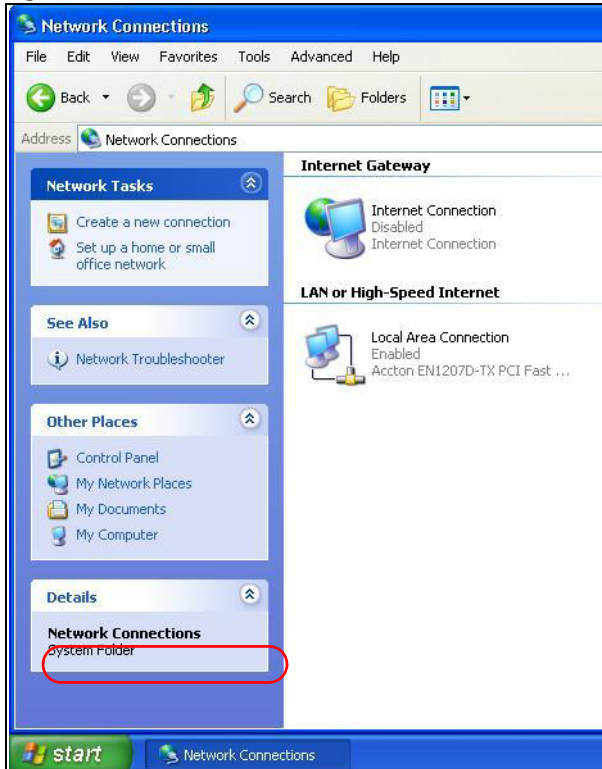 Network Connections
File Edit View Favorites Tools Advanced Help
Back Search Folders
Address Network Connections
Network Tasks
Create a new connection
Set up a home or small
office network
See Also
Network Troubleshooter
Other Places
Control Panel
My Network Places
My Documents
My Computer
Details
Network Connections
System Folder
Internet Gateway
Internet Connection
Disabled
Internet Connection
LAN or High-Speed Internet
Local Area Connection
Enabled
Accton EN1207D-TX PCI Fast ...
start Network Connections